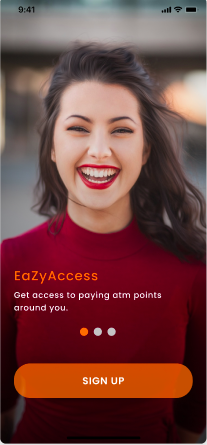 9:41
EaZyAccess
Get access to paying atm points
around you.
SIGN UP